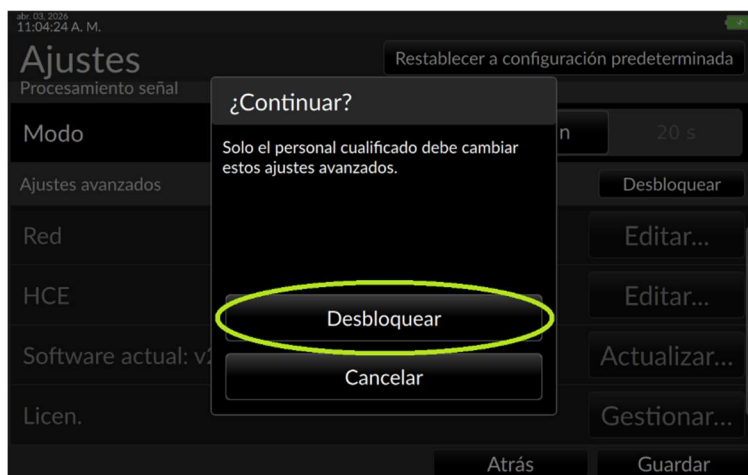 abr. 03, 2026
11:04:24 A. M.
Ajustes
Restablecer a configuración predeterminada
Procesamiento señal
Modo
20 s
Ajustes avanzados
Desbloquear
Red
Editar...
HCE
Editar...
Software actual:
Actualizar...
Licen.
Gestionar...
¿Continuar?
Solo el personal cualificado debe cambiar
estos ajustes avanzados.
Desbloquear
Cancelar
Atrás
Guardar